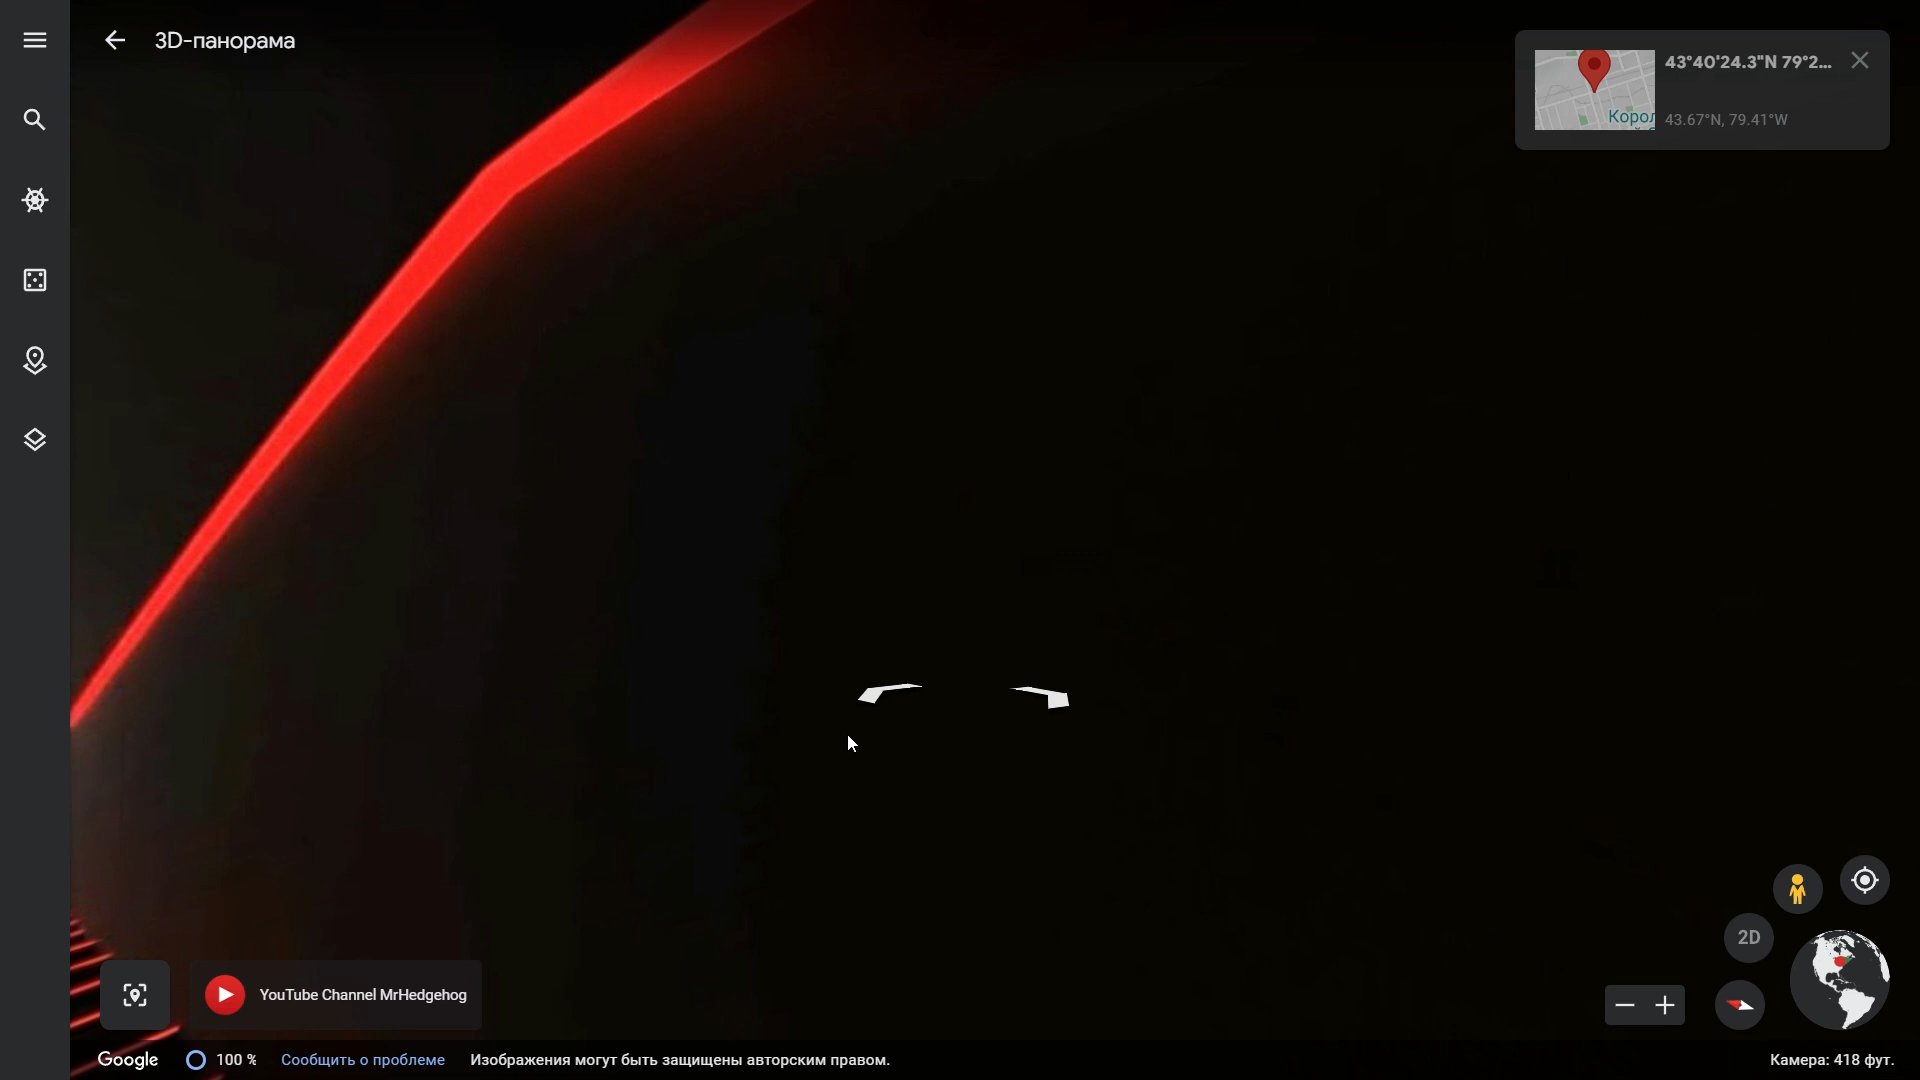 3D-панорама
43°40'24.3"N 79°2...
43.67°N, 79.41°W
Корол
2D
YouTube Channel MrHedgehog
Google
100 %
Сообщить о проблеме
Изображения могут быть защищены авторским правом.
Камера: 418 фут.